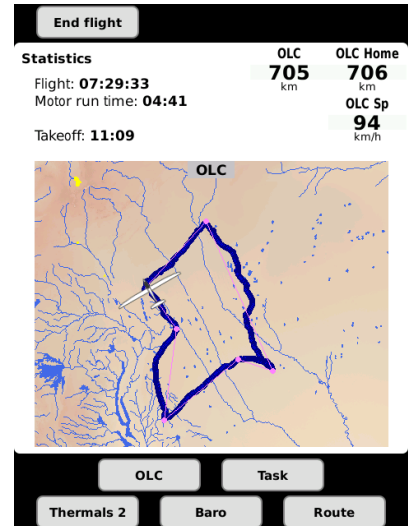 End flight
Statistics
OLC OLC Home
705 706
km km
Flight: 07:29:33
Motor run time: 04:41
OLC Sp
94
km/h
Takeoff: 11:09
OLC
OLC Task
Thermals 2 Baro Route